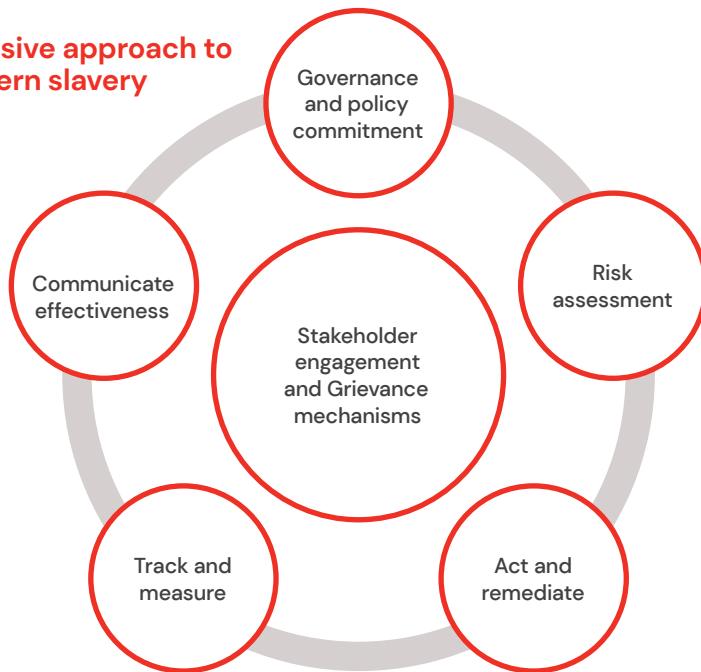 sive approach to
ern slavery
Governance
and policy
commitment
Risk
assessment
Act and
remediate
Track and
measure
Communicate
effectiveness
Stakeholder
engagement
and Grievance
mechanisms